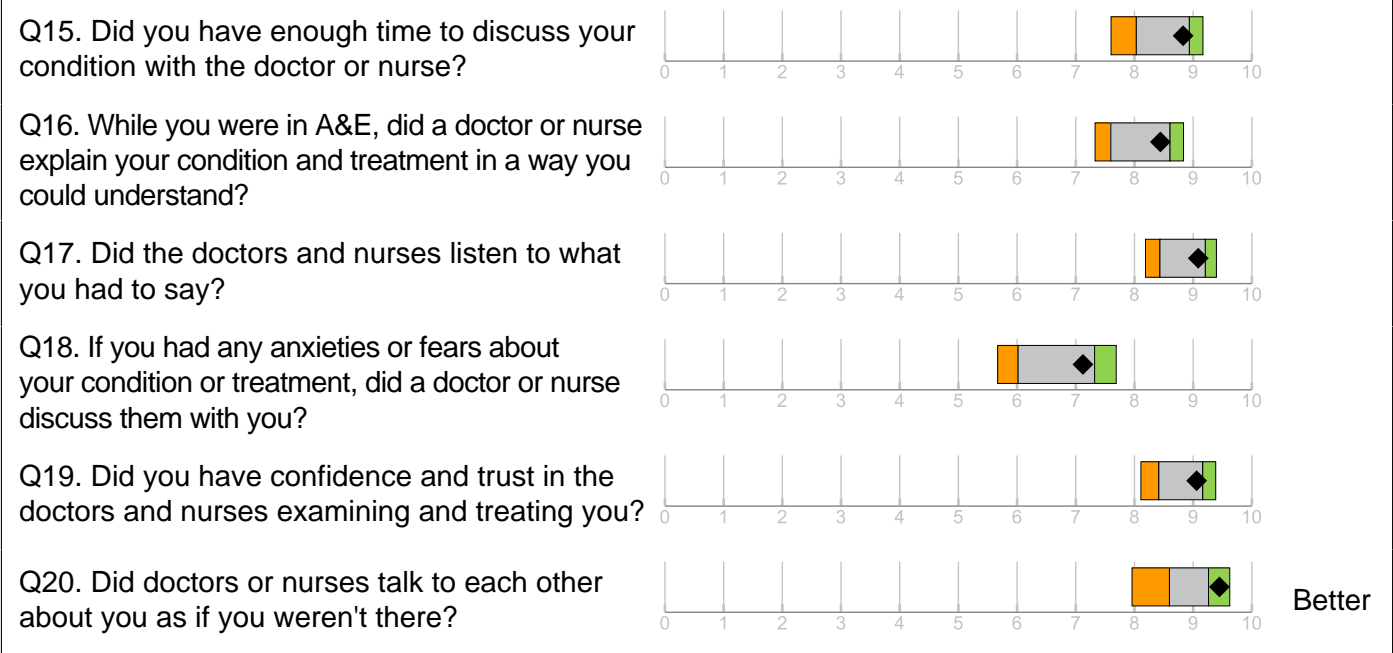 Q15. Did you have enough time to discuss your
condition with the doctor or nurse?
0 1 2 3 4 5 6 7 8 9 10
Q16. While you were in A&E, did a doctor or nurse
explain your condition and treatment in a way you
could understand?
0 1 2 3 4 5 6 7 8 9 10
Q17. Did the doctors and nurses listen to what
you had to say?
0 1 2 3 4 5 6 7 8 9 10
Q18. If you had any anxieties or fears about
your condition or treatment, did a doctor or nurse
discuss them with you?
0 1 2 3 4 5 6 7 8 9 10
Q19. Did you have confidence and trust in the
doctors and nurses examining and treating you?
0 1 2 3 4 5 6 7 8 9 10
Q20. Did doctors or nurses talk to each other
about you as if you weren't there?
0 1 2 3 4 5 6 7 8 9 10
Better